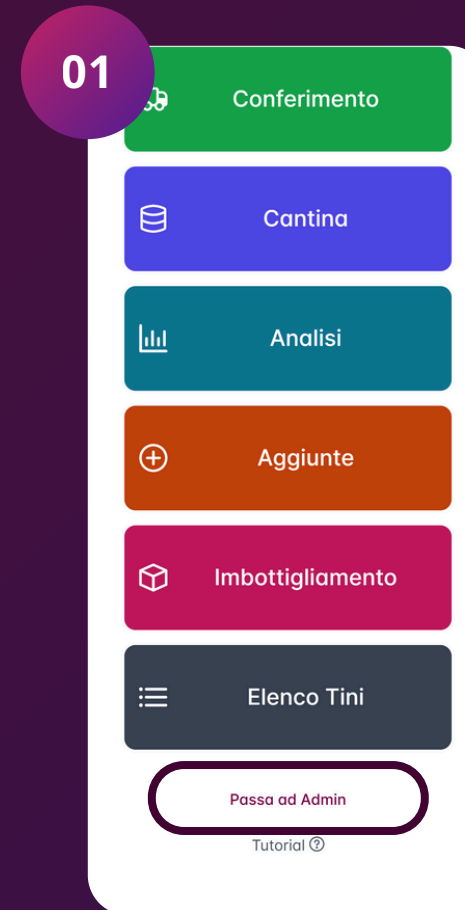 01
Conferimento
Cantina
Analisi
Aggiunte
Imbottigliamento
Elenco Tini
Passa ad Admin
Tutorial